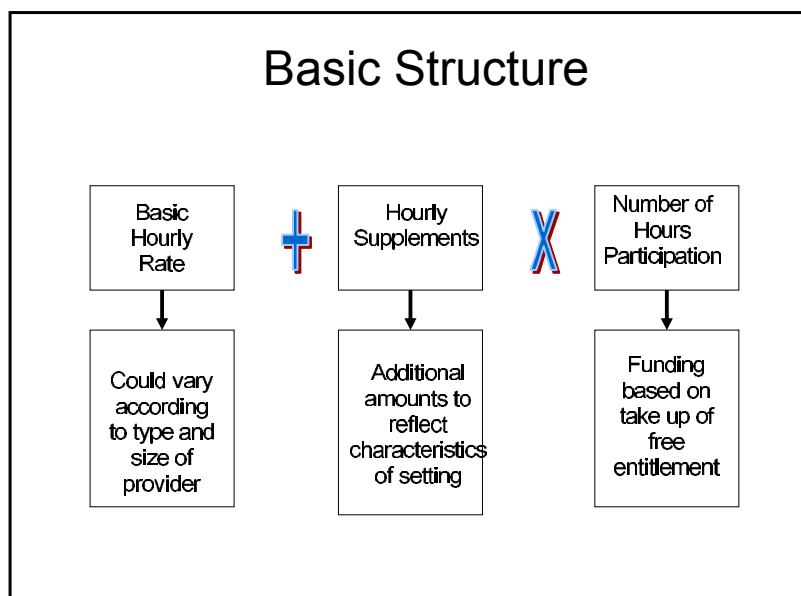 Basic Structure
Basic
Hourly
Rate
+
Hourly
Supplements
X
Number of
Hours
Participation
Could vary
according
to type and
size of
provider
Additional
amounts to
reflect
characteristics
of setting
Funding
based on
take up of
free
entitlement